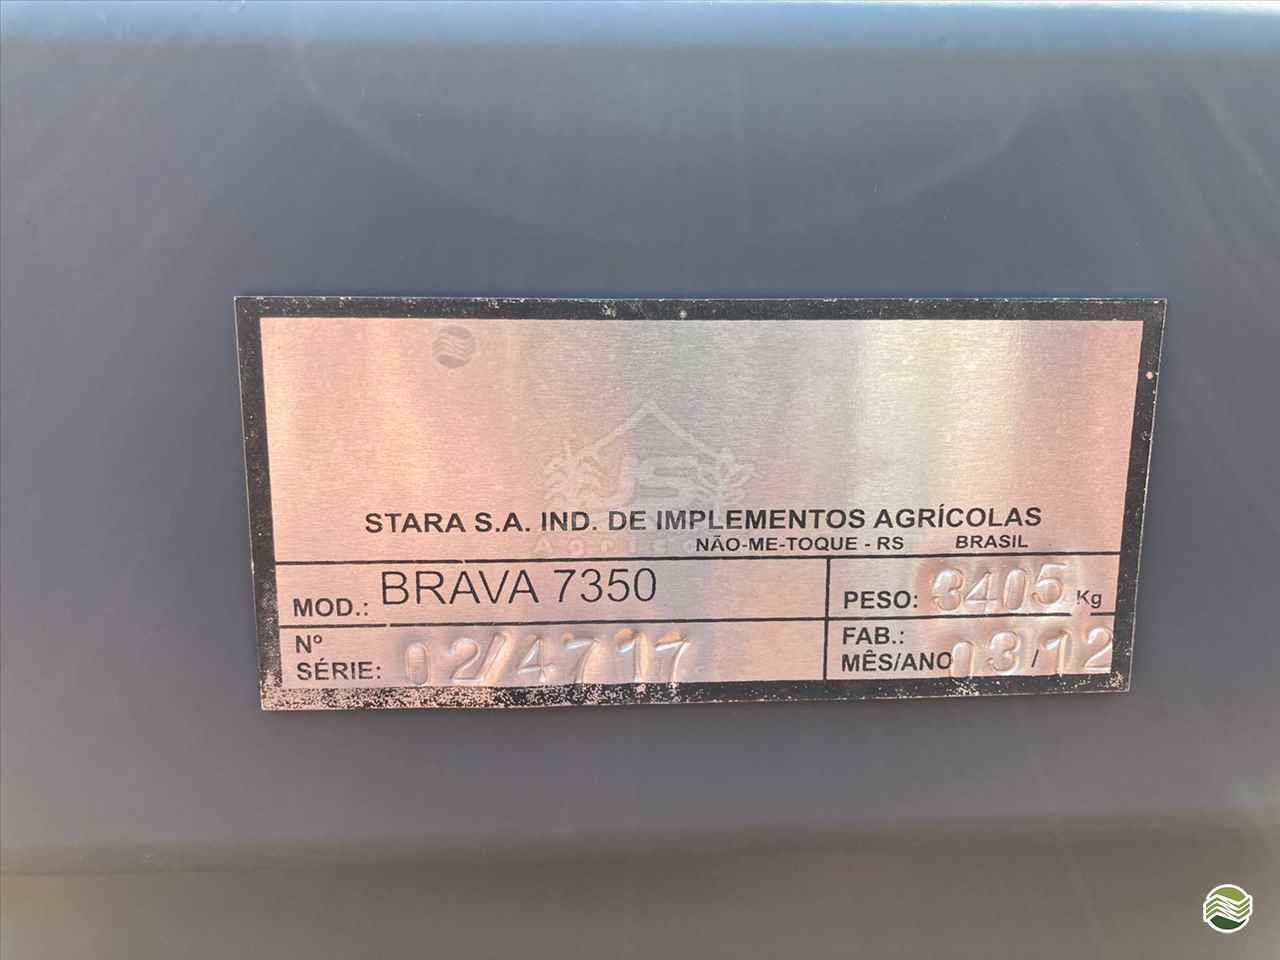 STARA S.A. IND. DE IMPLEMENTOS AGRÍCOLAS
NÃO-ME-TOQUE - RS BRASIL
MOD.: BRAVA 7350
PESO: 3405 Kg
Nº SÉRIE: 02/4717
FAB.: MÊS/ANO 03/12